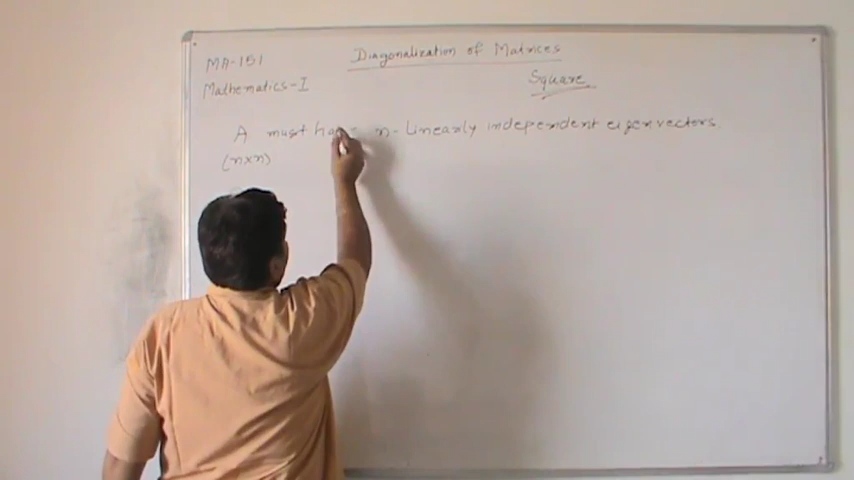 MA-151
Diagonalization of Matrices
Mathematics-I
Square
A must have n-linearly independent eigenvectors.
(n×n)